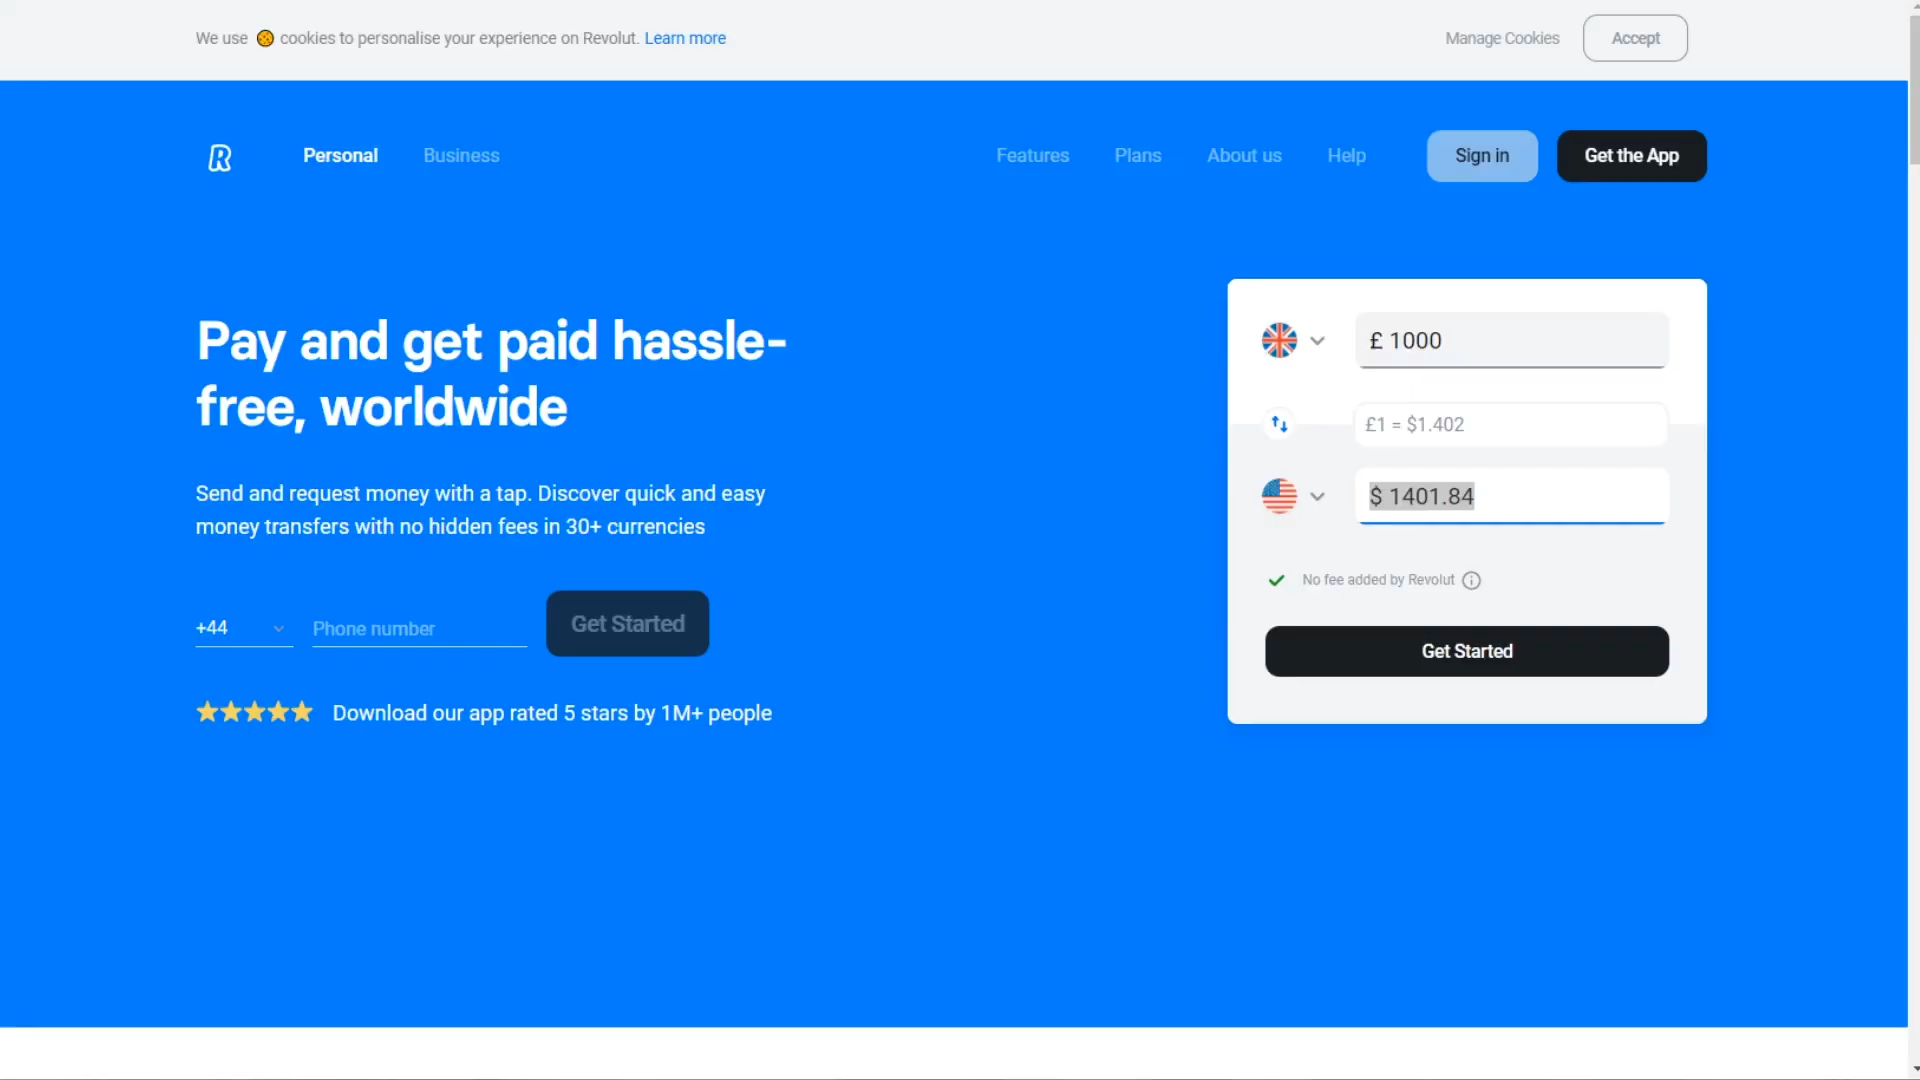 We use 🍪 cookies to personalise your experience on Revolut. Learn more
Manage Cookies
Accept
R
Personal
Business
Features
Plans
About us
Help
Sign in
Get the App
Pay and get paid hassle-
free, worldwide
Send and request money with a tap. Discover quick and easy
money transfers with no hidden fees in 30+ currencies
+44
Phone number
Get Started
Download our app rated 5 stars by 1M+ people
£ 1000
£1 = $1.402
$ 1401.84
No fee added by Revolut
Get Started